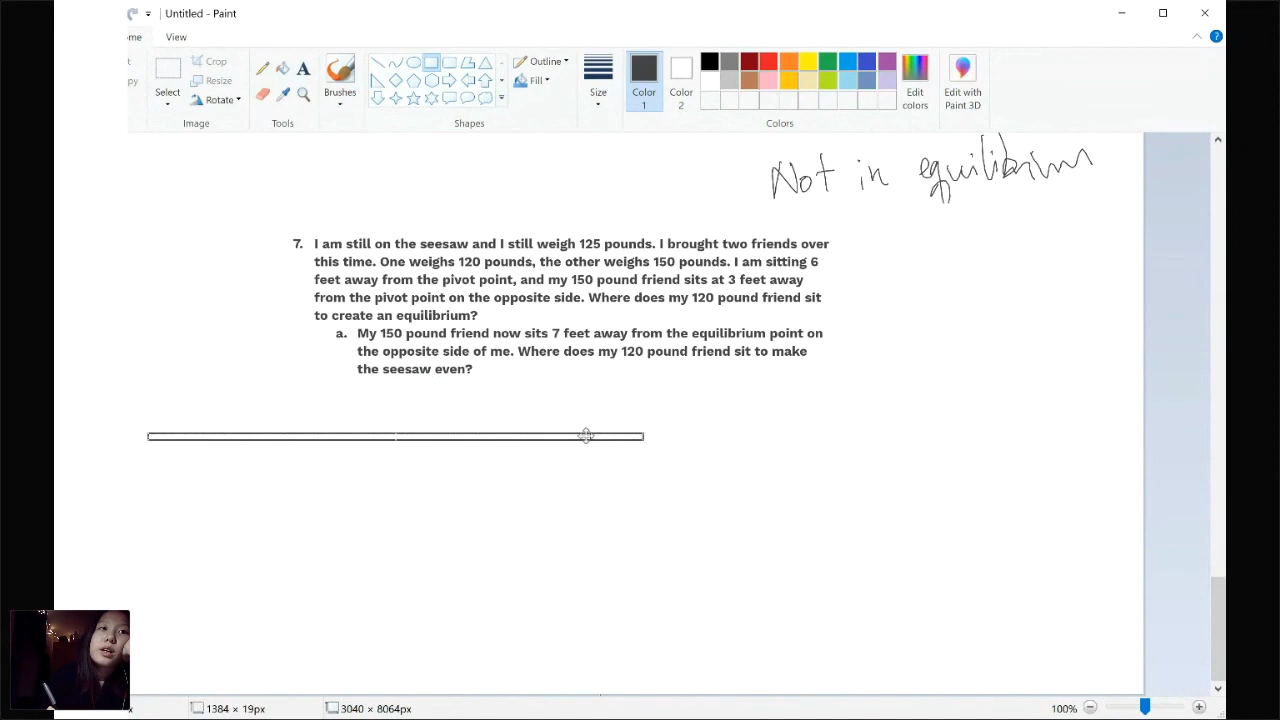 Untitled - Paint
ome
View
Crop
Resize
Rotate
Select
Image
A
Tools
Brushes
Outline
Fill
Shapes
Size
Color 1
Color 2
Colors
Edit colors
Edit with Paint 3D
t
py
?
Not in equilibrium
7. I am still on the seesaw and I still weigh 125 pounds. I brought two friends over
this time. One weighs 120 pounds, the other weighs 150 pounds. I am sitting 6
feet away from the pivot point, and my 150 pound friend sits at 3 feet away
from the pivot point on the opposite side. Where does my 120 pound friend sit
to create an equilibrium?
a. My 150 pound friend now sits 7 feet away from the equilibrium point on
the opposite side of me. Where does my 120 pound friend sit to make
the seesaw even?
1384 × 19px
3040 × 8064px
100%